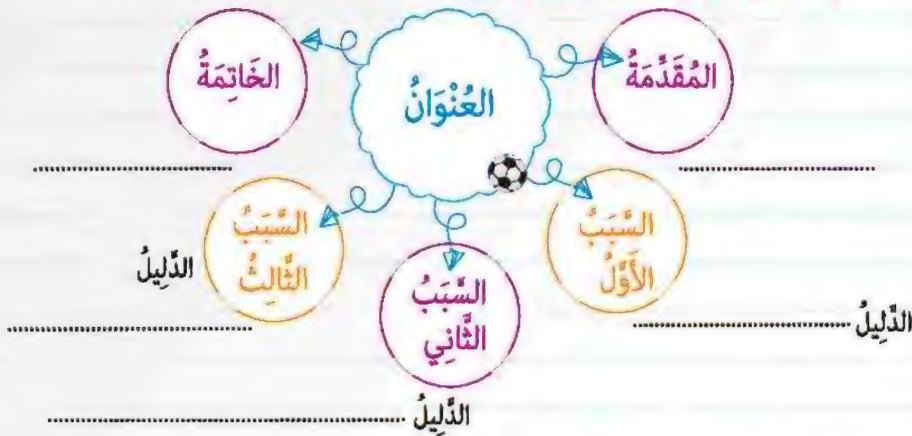 العُنْوَانُ
المُقَدِّمَةُ
الخَاتِمَةُ
السَّبَبُ
الأَوَّلُ
الدَّلِيلُ
السَّبَبُ
الثَّانِي
الدَّلِيلُ
السَّبَبُ
الثَّالِثُ
الدَّلِيلُ